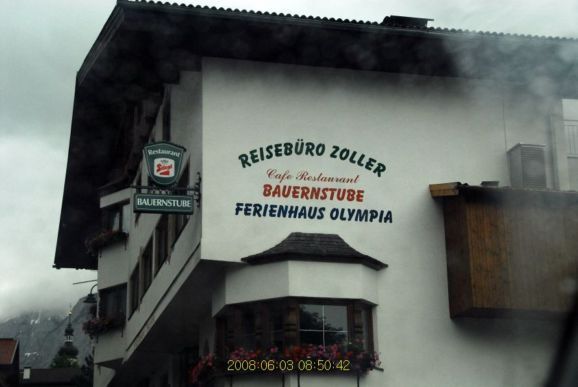 REISEBÜRO ZOLLER
Cafe Restaurant
BAUERNSTUBE
FERIENHAUS OLYMPIA
Restaurant
BAUERNSTUBE
2008:06:03 08:50:42